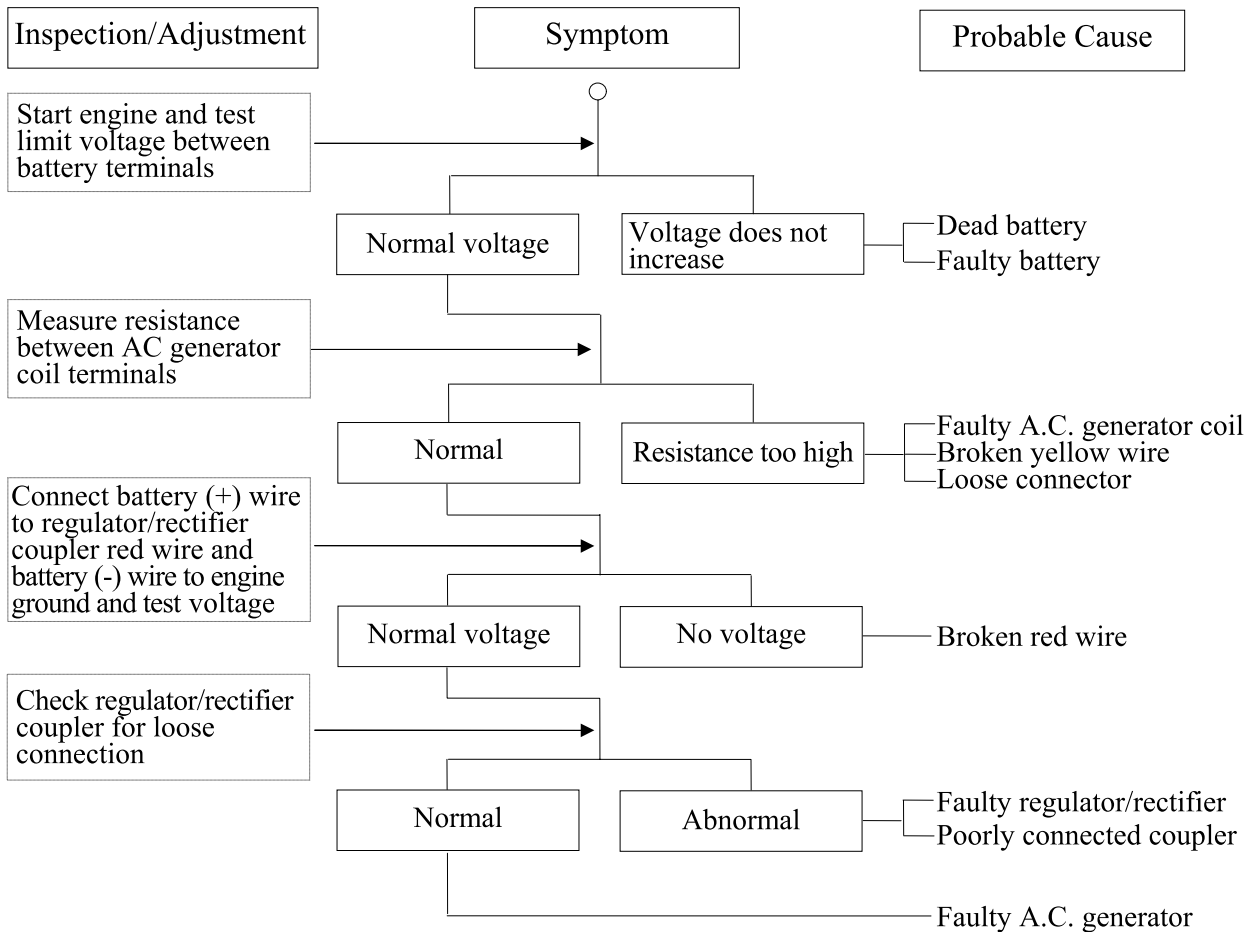 Inspection/Adjustment
Symptom
Probable Cause
Start engine and test
limit voltage between
battery terminals
Normal voltage
Voltage does not
increase
Dead battery
Faulty battery
Measure resistance
between AC generator
coil terminals
Normal
Resistance too high
Faulty A.C. generator coil
Broken yellow wire
Loose connector
Connect battery (+) wire
to regulator/rectifier
coupler red wire and
battery (-) wire to engine
ground and test voltage
Normal voltage
No voltage
Broken red wire
Check regulator/rectifier
coupler for loose
connection
Normal
Abnormal
Faulty regulator/rectifier
Poorly connected coupler
Faulty A.C. generator